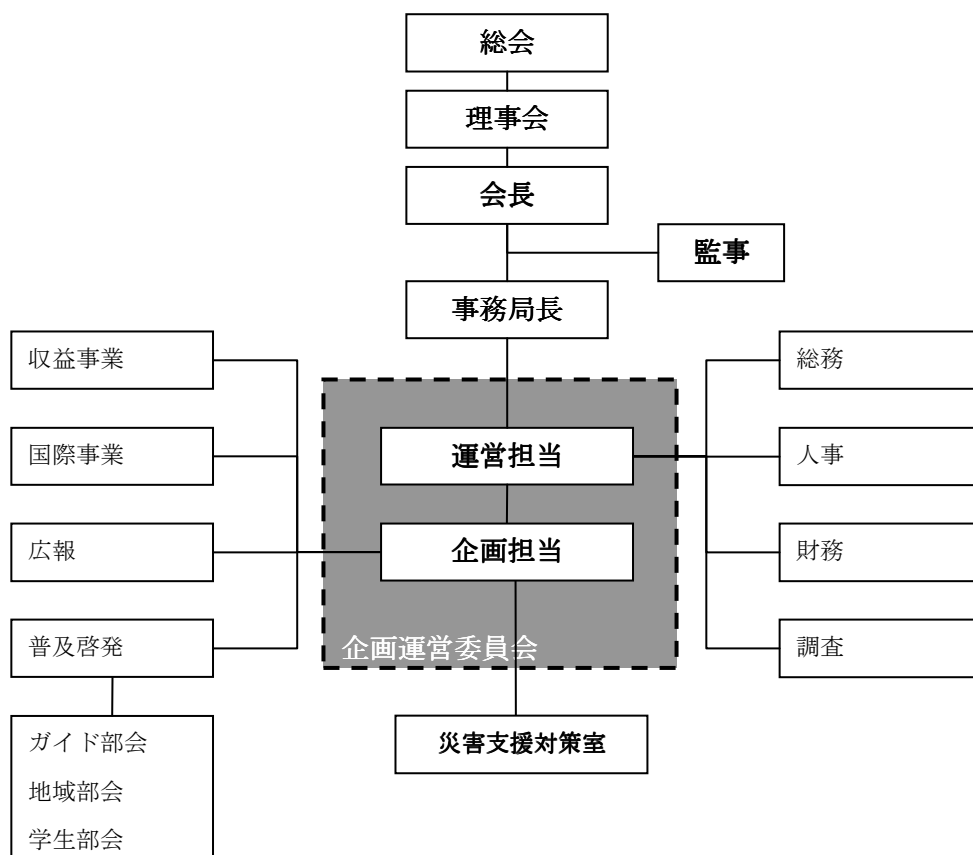 総会
理事会
会長
監事
事務局長
収益事業
総務
国際事業
運営担当
人事
広報
企画担当
財務
普及啓発
企画運営委員会
調査
ガイド部会
地域部会
学生部会
災害支援対策室